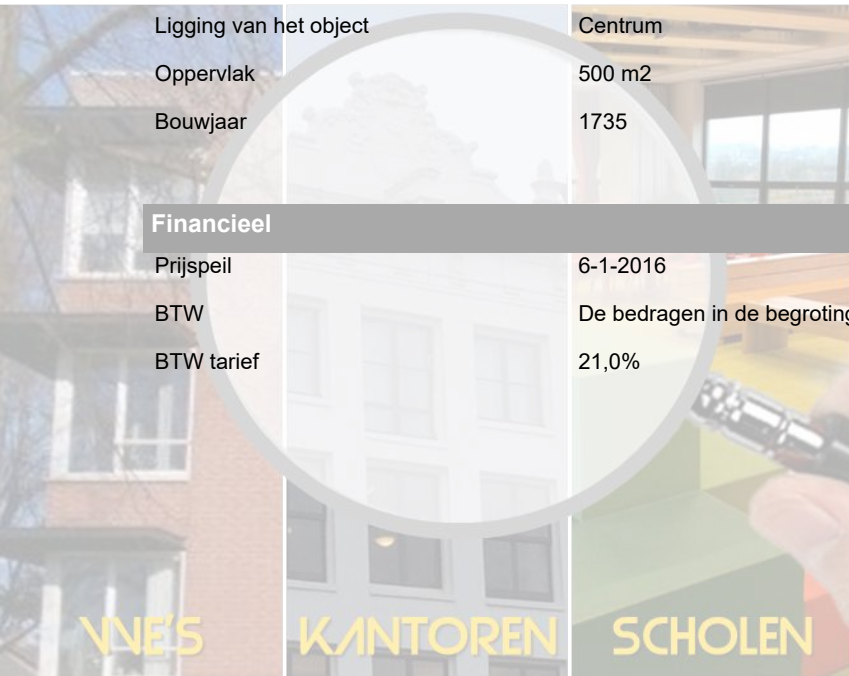 Ligging van het object Centrum
Oppervlak 500 m2
Bouwjaar 1735
Financieel
Prijspeil 6-1-2016
BTW De bedragen in de begroting
BTW tarief 21,0%
VVE'S KANTOREN SCHOLEN